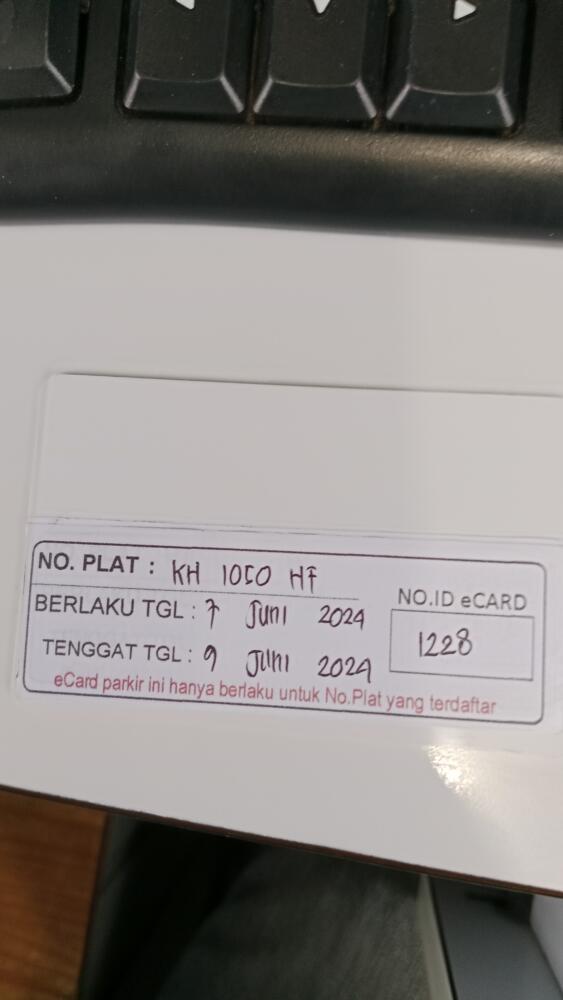 NO. PLAT : KH 1050 HF
BERLAKU TGL : 7 Juni 2024
TENGGAT TGL : 9 Juni 2024
NO.ID eCARD
1228
eCard parkir ini hanya berlaku untuk No.Plat yang terdaftar